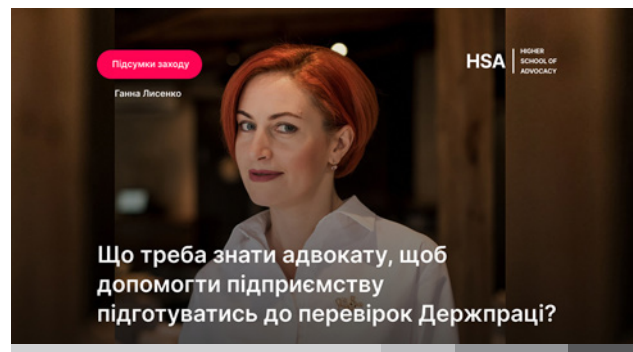 Підсумки заходу
HSA
HIGHER
SCHOOL OF
ADVOCACY
Ганна Лисенко
Що треба знати адвокату, щоб
допомогти підприємству
підготуватись до перевірок Держпраці?